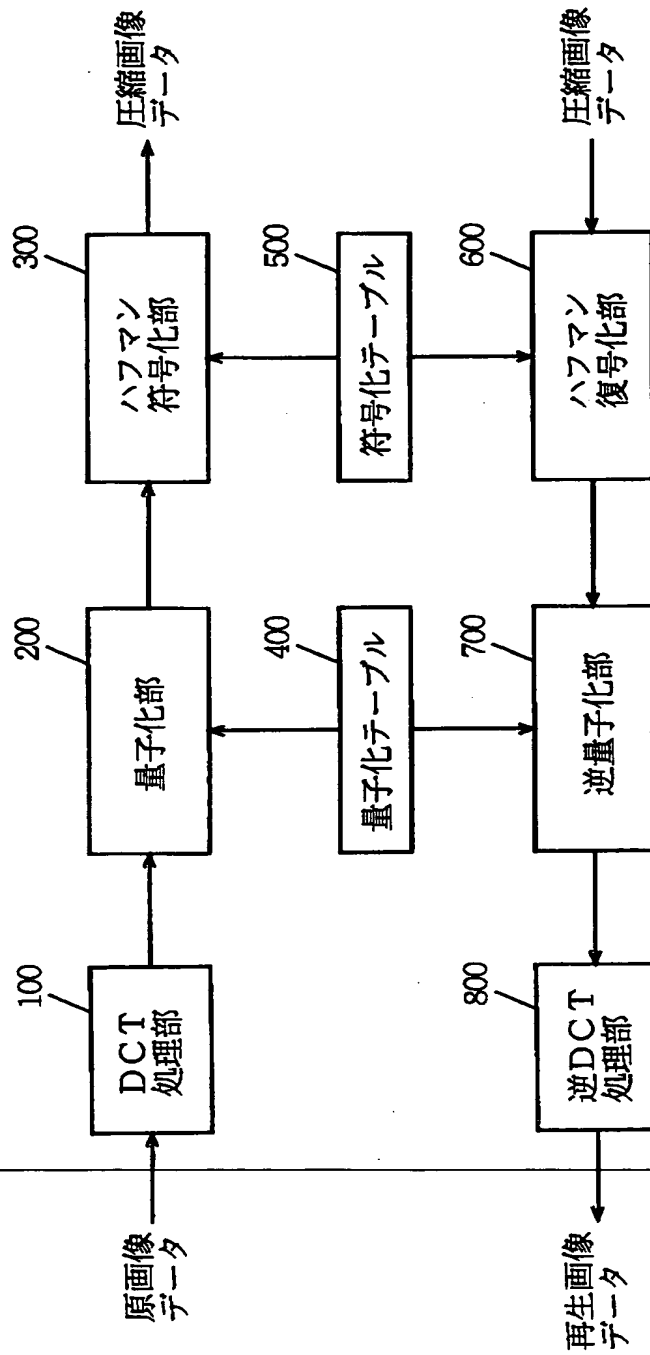 100
200
300
原画像
データ
DCT
処理部
量子化部
ハフマン
符号化部
圧縮画像
データ
400
500
量子化テーブル
符号化テーブル
800
700
600
再生画像
データ
逆DCT
処理部
逆量子化部
ハフマン
復号化部
圧縮画像
データ